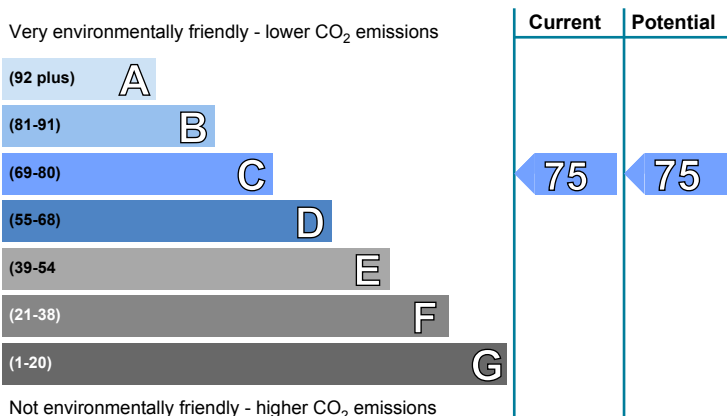 Very environmentally friendly - lower CO₂ emissions
Current
Potential
(92 plus) A
(81-91) B
(69-80) C
75
75
(55-68) D
(39-54 E
(21-38) F
(1-20) G
Not environmentally friendly - higher CO₂ emissions